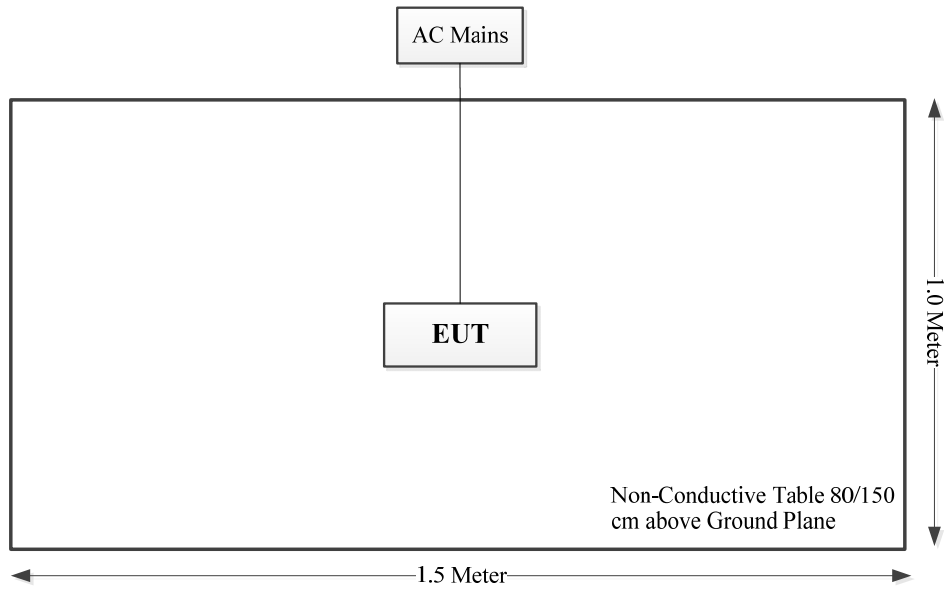 AC Mains
EUT
1.0 Meter
Non-Conductive Table 80/150
cm above Ground Plane
1.5 Meter